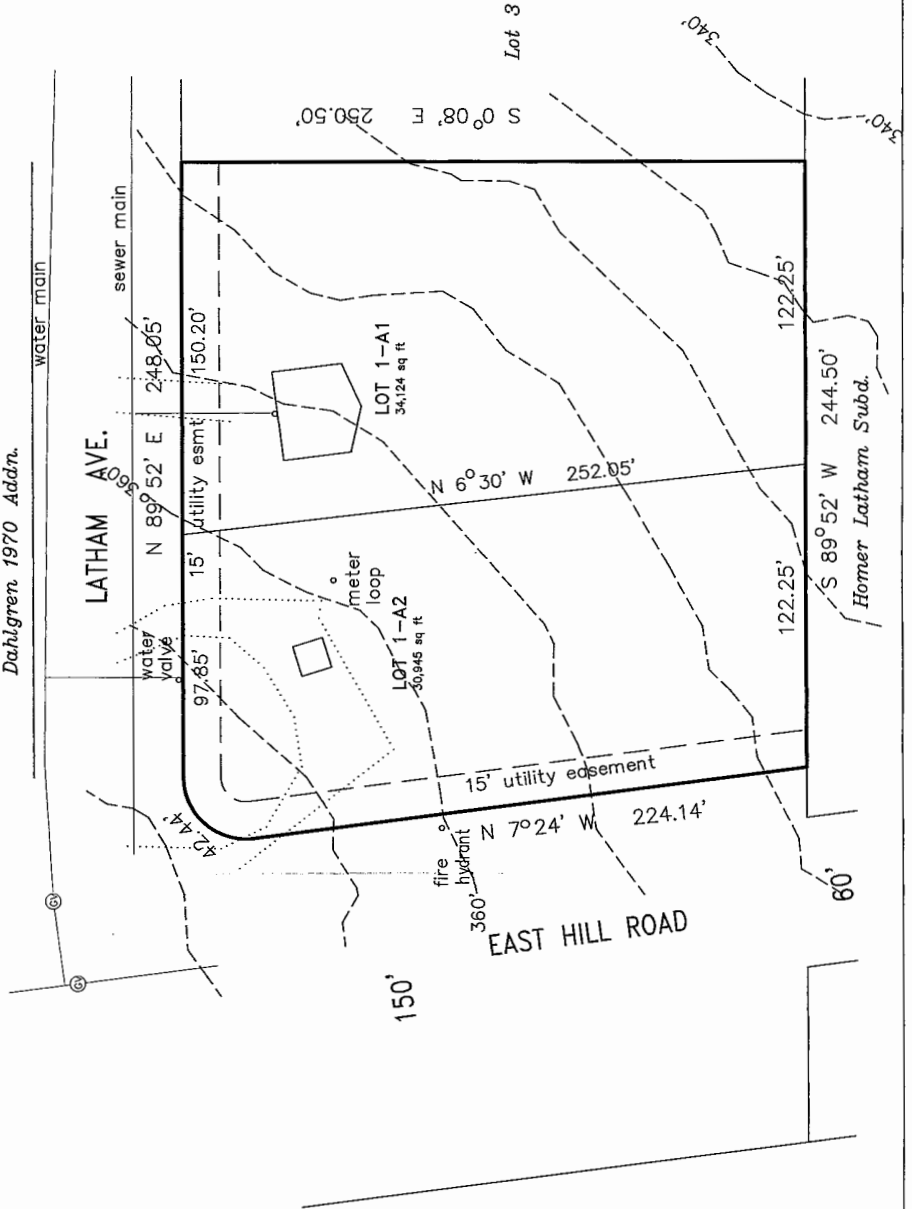 Dahlgren 1970 Addn.
water main
LATHAM AVE.
sewer main
360'
N 89°52' E 248.05'
water
valve
97.85'
15' utility esmt
150.20'
42.44'
meter
loop
LOT 1-A2
30,945 sq ft
LOT 1-A1
34,124 sq ft
S 0°08' E 250.50'
Lot 3
N 6°30' W 252.05'
15' utility easement
fire
hydrant
N 7°24' W 224.14'
360'
EAST HILL ROAD
150'
60'
122.25'
122.25'
S 89°52' W 244.50'
Homer Latham Subd.
340'
340'
GV
GV